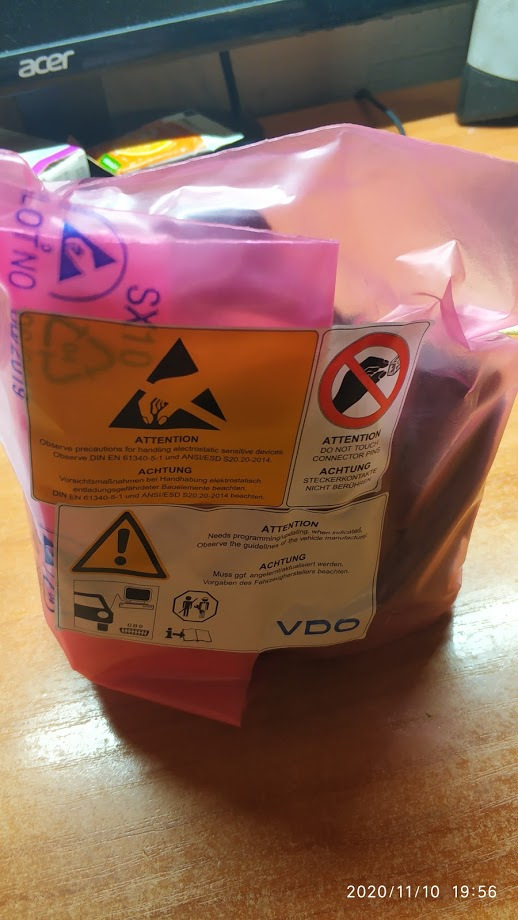 acer
LOT NO
ATTENTION
Observe precautions for handling electrostatic sensitive devices
Observe DIN EN 61340-5-1 und ANSI/ESD S20.20-2014.
ACHTUNG
Vorsichtsmaßnahmen bei Handhabung elektrostatisch
entladungsgefährdeter Bauelemente beachten
DIN EN 61340-5-1 und ANSI/ESD S20.20-2014 beachten.
ATTENTION
DO NOT TOUCH
CONNECTOR PINS
ACHTUNG
STECKERKONTAKTE
NICHT BERÜHREN
ATTENTION
Needs programming/updating, when indicated.
Observe the guidelines of the vehicle manufacturer.
ACHTUNG
Muss ggf. angelernt/aktualisiert werden.
Vorgaben des Fahrzeugherstellers beachten.
OBD
VDO
2020/11/10 19:56